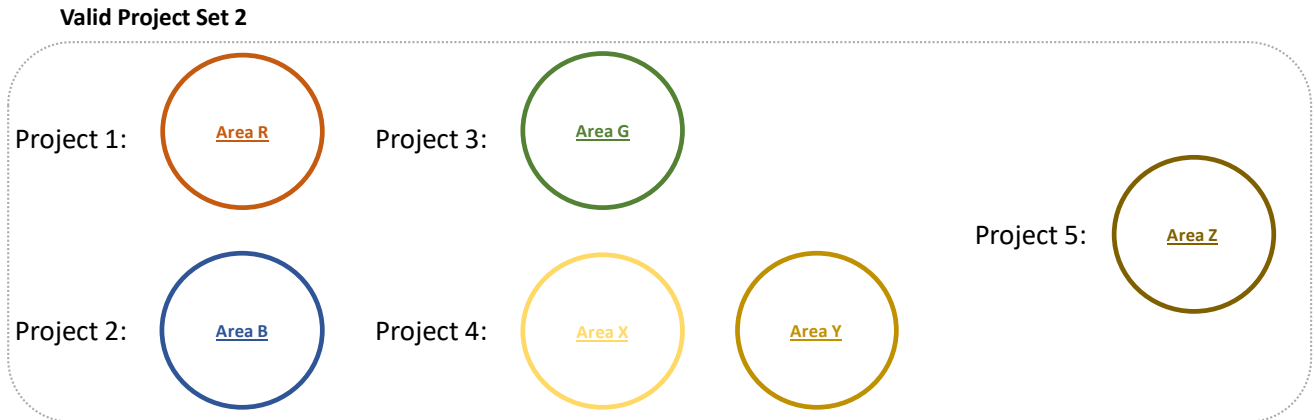 Valid Project Set 2
Project 1:
Area R
Project 3:
Area G
Project 5:
Area Z
Project 2:
Area B
Project 4:
Area X
Area Y